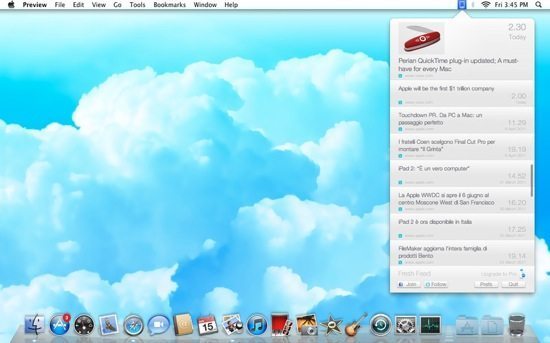 Preview File Edit View Go Tools Bookmarks Window Help
Fri 3:45 PM
2.30
Today
Perian QuickTime plug-in updated; A must-
have for every Mac
Apple will be the first $1 trillion company
2.00
Today
Touchdown PR. Da PC a Mac: un
passaggio perfetto
11.29
I fratelli Coen scelgono Final Cut Pro per
montare "Il Grinta"
19.19
iPad 2: "È un vero computer"
14.52
La Apple WWDC si apre il 6 giugno al
centro Moscone West di San Francisco
16.20
iPad 2 è ora disponibile in Italia
17.25
FileMaker aggiorna l'intera famiglia di
prodotti Bento
19.14
Fresh Feed
Upgrade to Pro
Join Follow Prefs Quit
15